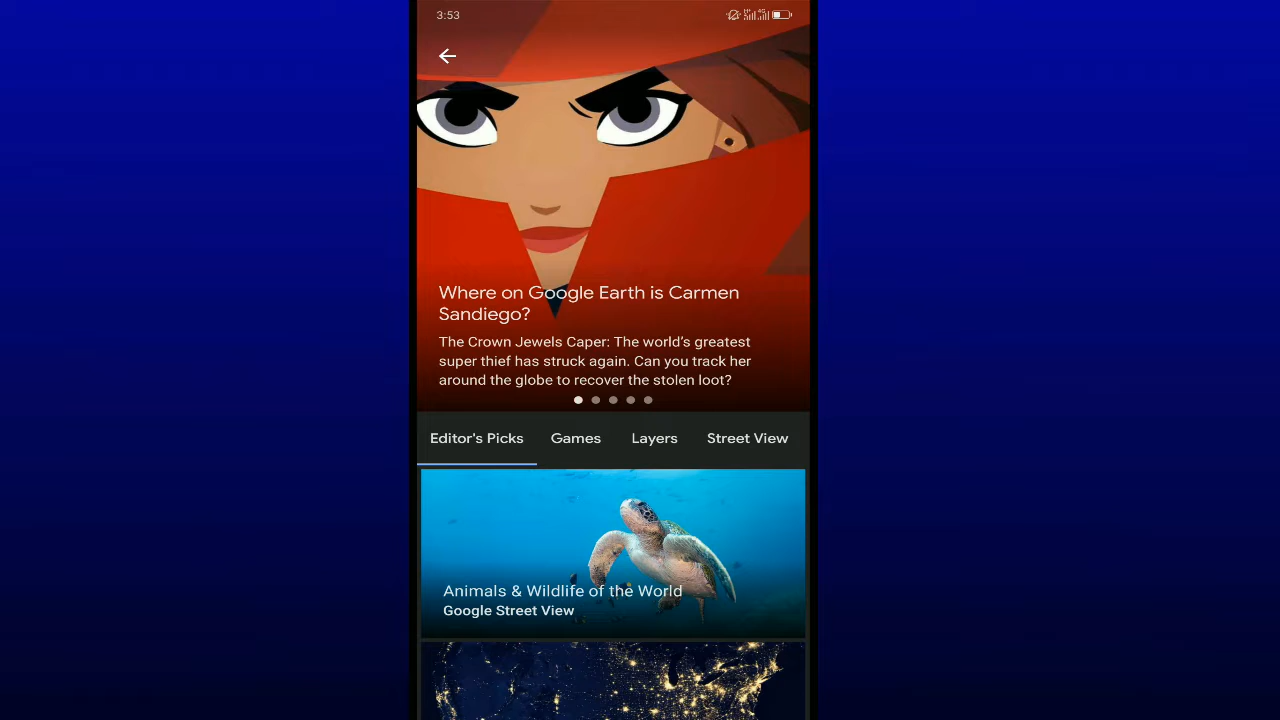 3:53
Where on Google Earth is Carmen
Sandiego?
The Crown Jewels Caper: The world's greatest
super thief has struck again. Can you track her
around the globe to recover the stolen loot?
Editor's Picks Games Layers Street View
Animals & Wildlife of the World
Google Street View